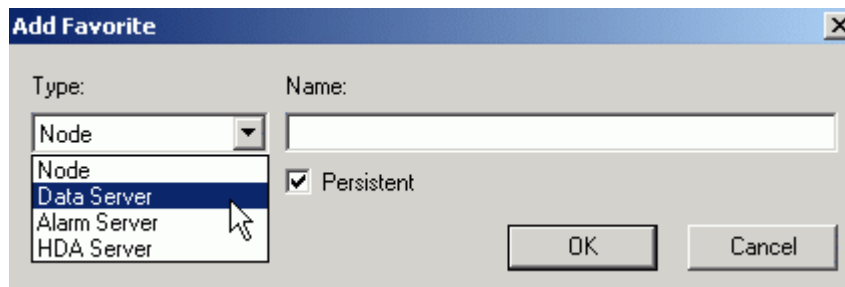 Add Favorite
Type:
Name:
Node
Node
Data Server
Alarm Server
HDA Server
Persistent
OK
Cancel